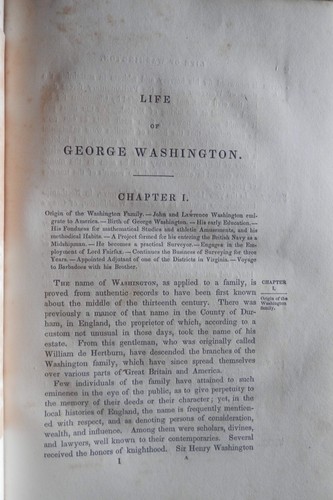 LIFE
OF
GEORGE WASHINGTON.
CHAPTER I.
Origin of the Washington Family. — John and Lawrence Washington emi-
grate to America. — Birth of George Washington. — His early Education. —
His Fondness for mathematical Studies and athletic Amusements, and his
methodical Habits. — A Project formed for his entering the British Navy as a
Midshipman. — He becomes a practical Surveyor. — Engages in the Em-
ployment of Lord Fairfax. — Continues the Business of Surveying for three
Years. — Appointed Adjutant of one of the Districts in Virginia. — Voyage
to Barbadoes with his Brother.
THE name of WASHINGTON, as applied to a family, is
proved from authentic records to have been first known
about the middle of the thirteenth century. There was
previously a manor of that name in the County of Dur-
ham, in England, the proprietor of which, according to a
custom not unusual in those days, took the name of his
estate. From this gentleman, who was originally called
William de Hertburn, have descended the branches of the
Washington family, which have since spread themselves
over various parts of Great Britain and America.
CHAPTER
I.
Origin of the
Washington
family.
Few individuals of the family have attained to such
eminence in the eye of the public, as to give perpetuity to
the memory of their deeds or their character; yet, in the
local histories of England, the name is frequently mention-
ed with respect, and as denoting persons of consideration,
wealth, and influence. Among them were scholars, divines,
and lawyers, well known to their contemporaries. Several
received the honors of knighthood. Sir Henry Washington
1